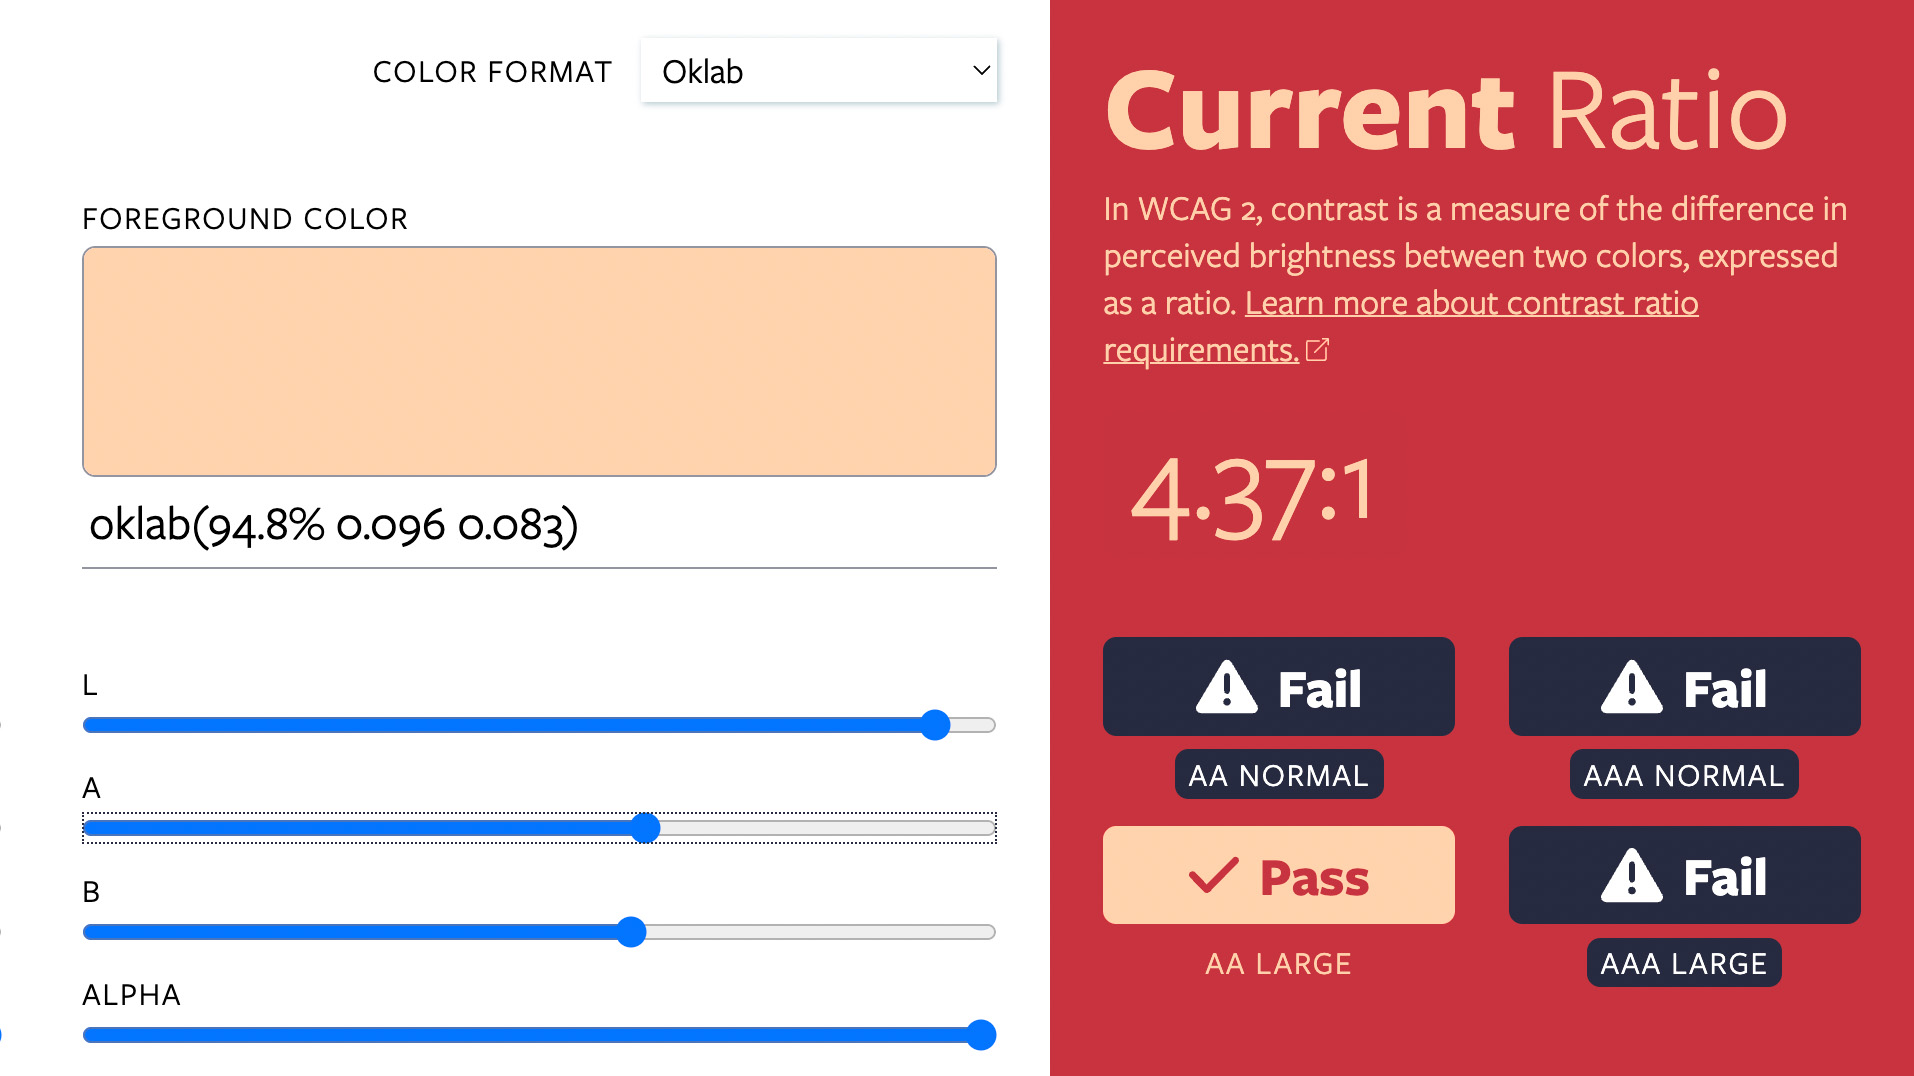 COLOR FORMAT
Oklab
FOREGROUND COLOR
oklab(94.8% 0.096 0.083)
L
A
B
ALPHA
Current Ratio
In WCAG 2, contrast is a measure of the difference in
perceived brightness between two colors, expressed
as a ratio. Learn more about contrast ratio
requirements.
4.37:1
Fail
AA NORMAL
Fail
AAA NORMAL
Pass
AA LARGE
Fail
AAA LARGE